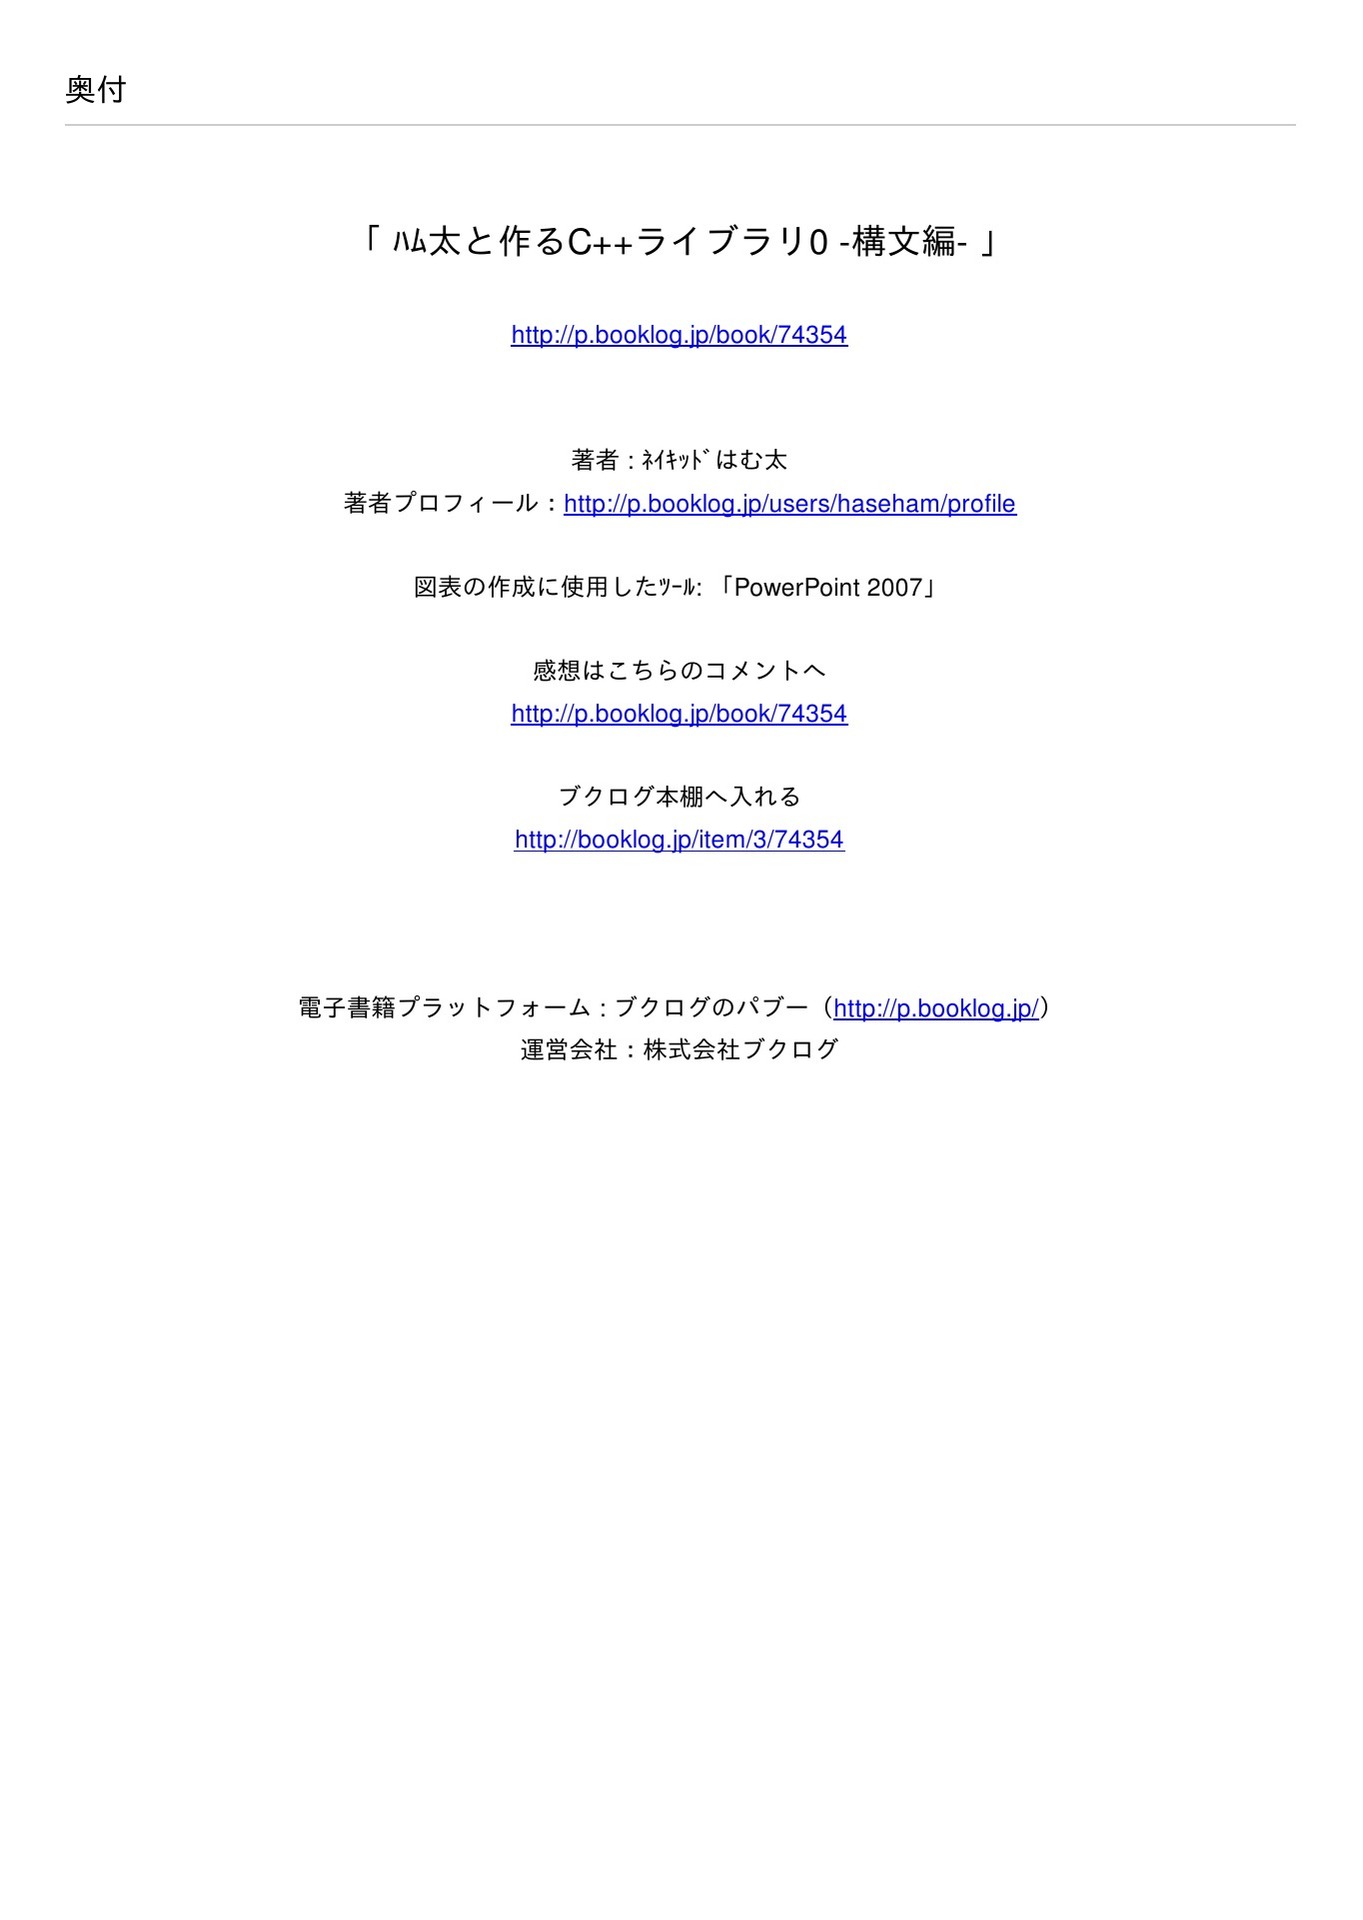 奥付
「 ﾊﾑ太と作るC++ライブラリ0 -構文編- 」
http://p.booklog.jp/book/74354
著者 : ﾈｲｷｯﾄﾞはむ太
著者プロフィール：http://p.booklog.jp/users/haseham/profile
図表の作成に使用したﾂｰﾙ: 「PowerPoint 2007」
感想はこちらのコメントへ
http://p.booklog.jp/book/74354
ブクログ本棚へ入れる
http://booklog.jp/item/3/74354
電子書籍プラットフォーム : ブクログのパブー（http://p.booklog.jp/）
運営会社：株式会社ブクログ